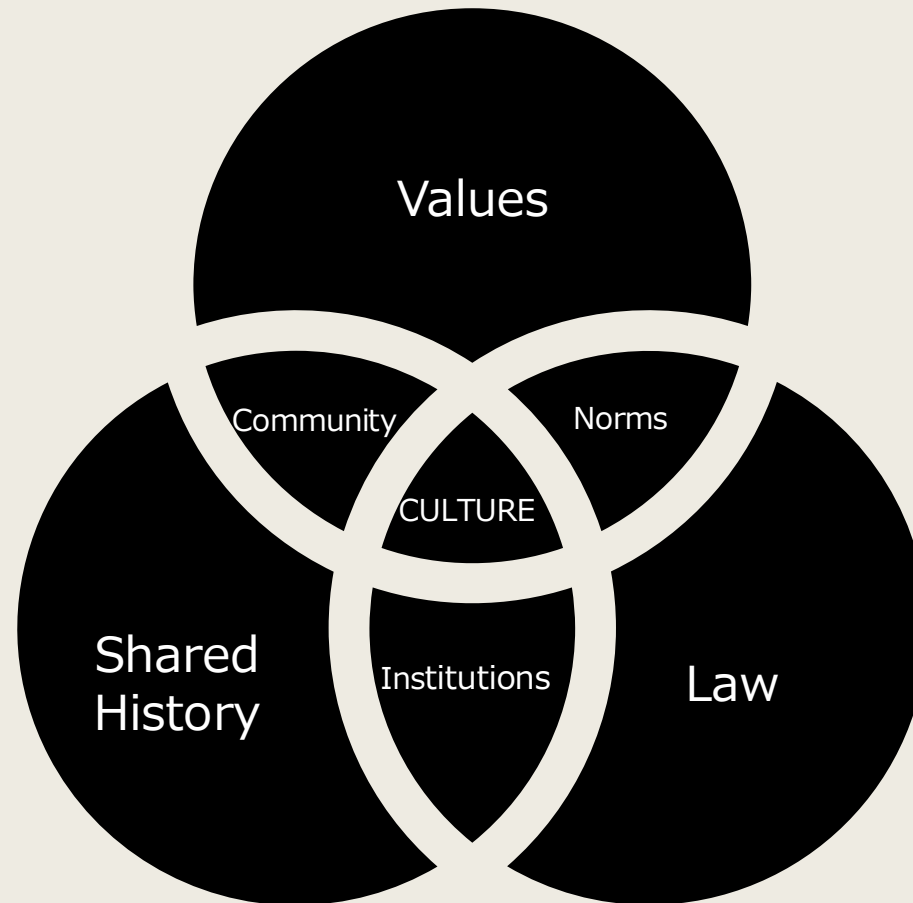 Values
Community
Norms
CULTURE
Shared
History
Institutions
Law